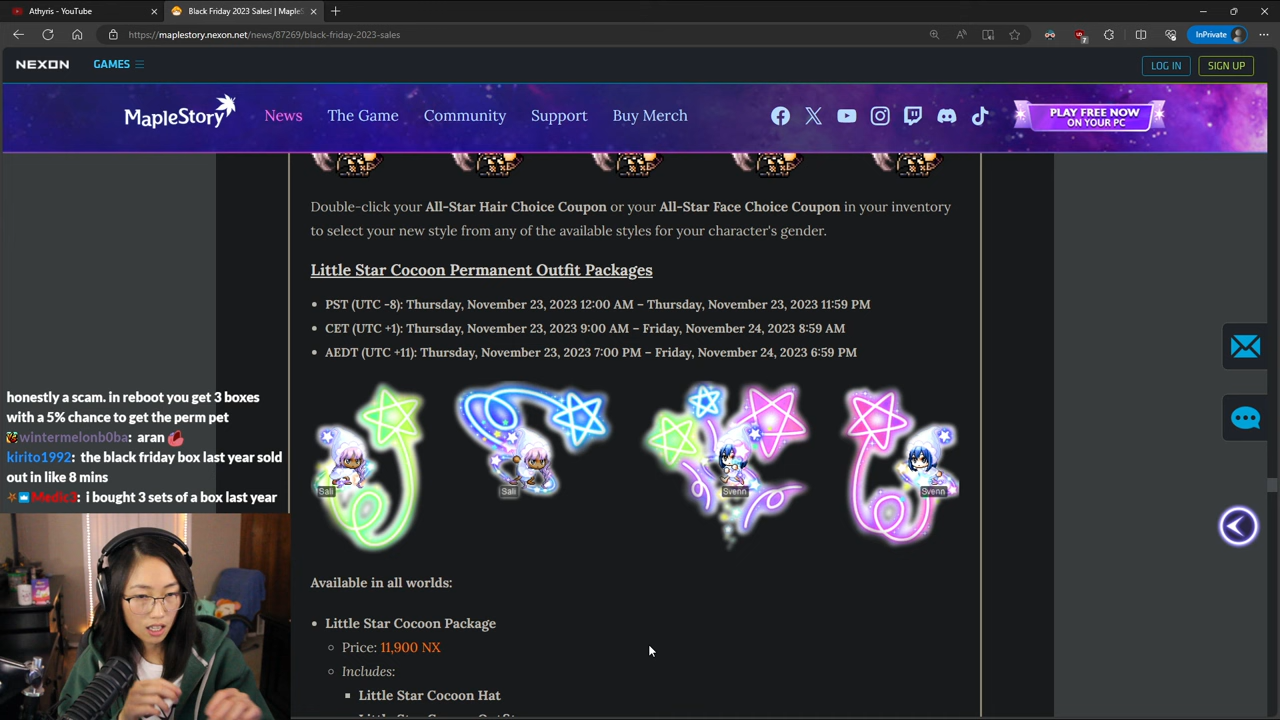 Athyris - YouTube
Black Friday 2023 Sales! | MapleS
https://maplestory.nexon.net/news/87269/black-friday-2023-sales
InPrivate
7
NEXON
GAMES
LOG IN
SIGN UP
MapleStory
News
The Game
Community
Support
Buy Merch
PLAY FREE NOW
ON YOUR PC
Double-click your All-Star Hair Choice Coupon or your All-Star Face Choice Coupon in your inventory
to select your new style from any of the available styles for your character's gender.
Little Star Cocoon Permanent Outfit Packages
• PST (UTC -8): Thursday, November 23, 2023 12:00 AM – Thursday, November 23, 2023 11:59 PM
• CET (UTC +1): Thursday, November 23, 2023 9:00 AM – Friday, November 24, 2023 8:59 AM
• AEDT (UTC +11): Thursday, November 23, 2023 7:00 PM – Friday, November 24, 2023 6:59 PM
Sali
Sali
Svenn
Svenn
honestly a scam. in reboot you get 3 boxes
with a 5% chance to get the perm pet
wintermelonb0ba: aran
kirito1992: the black friday box last year sold
out in like 8 mins
Medic3: i bought 3 sets of a box last year
Available in all worlds:
• Little Star Cocoon Package
Price: 11,900 NX
Includes:
Little Star Cocoon Hat